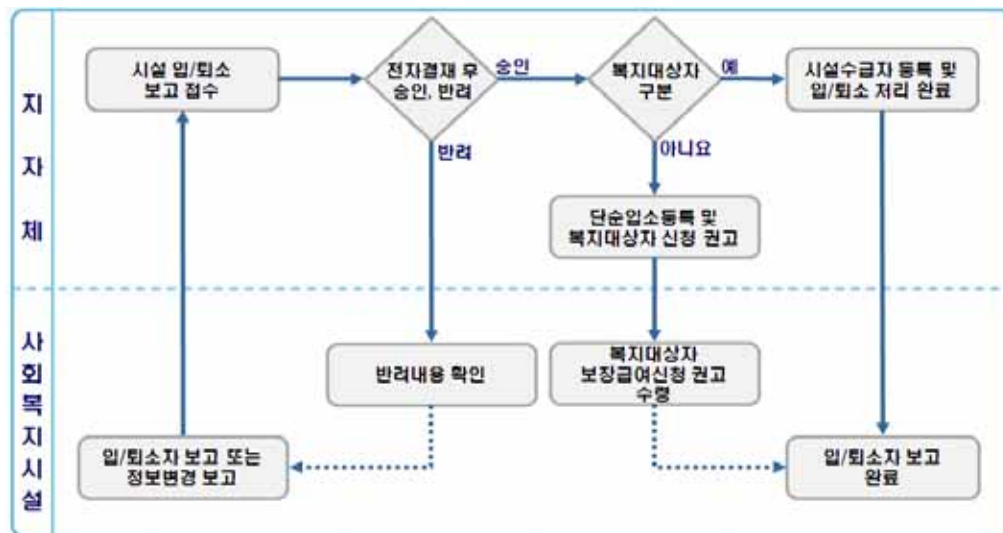 지자체
시설 입/퇴소
보고 접수
전자결재 후
승인, 반려
승인
복지대상자
구분
예
시설수급자 등록 및
입/퇴소 처리 완료
반려
아니요
단순입소등록 및
복지대상자 신청 권고
사회복지시설
반려내용 확인
복지대상자
보장급여신청 권고
수령
입/퇴소자 보고 또는
정보변경 보고
입/퇴소자 보고
완료